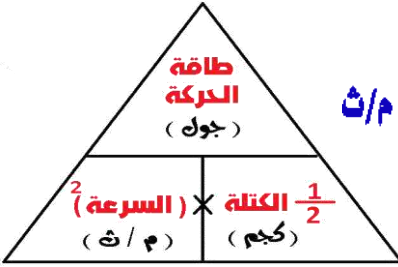 طاقة
الحركة
(جول)
م/ث
1/2 الكتلة × (السرعة)²
(كجم) (م/ث)